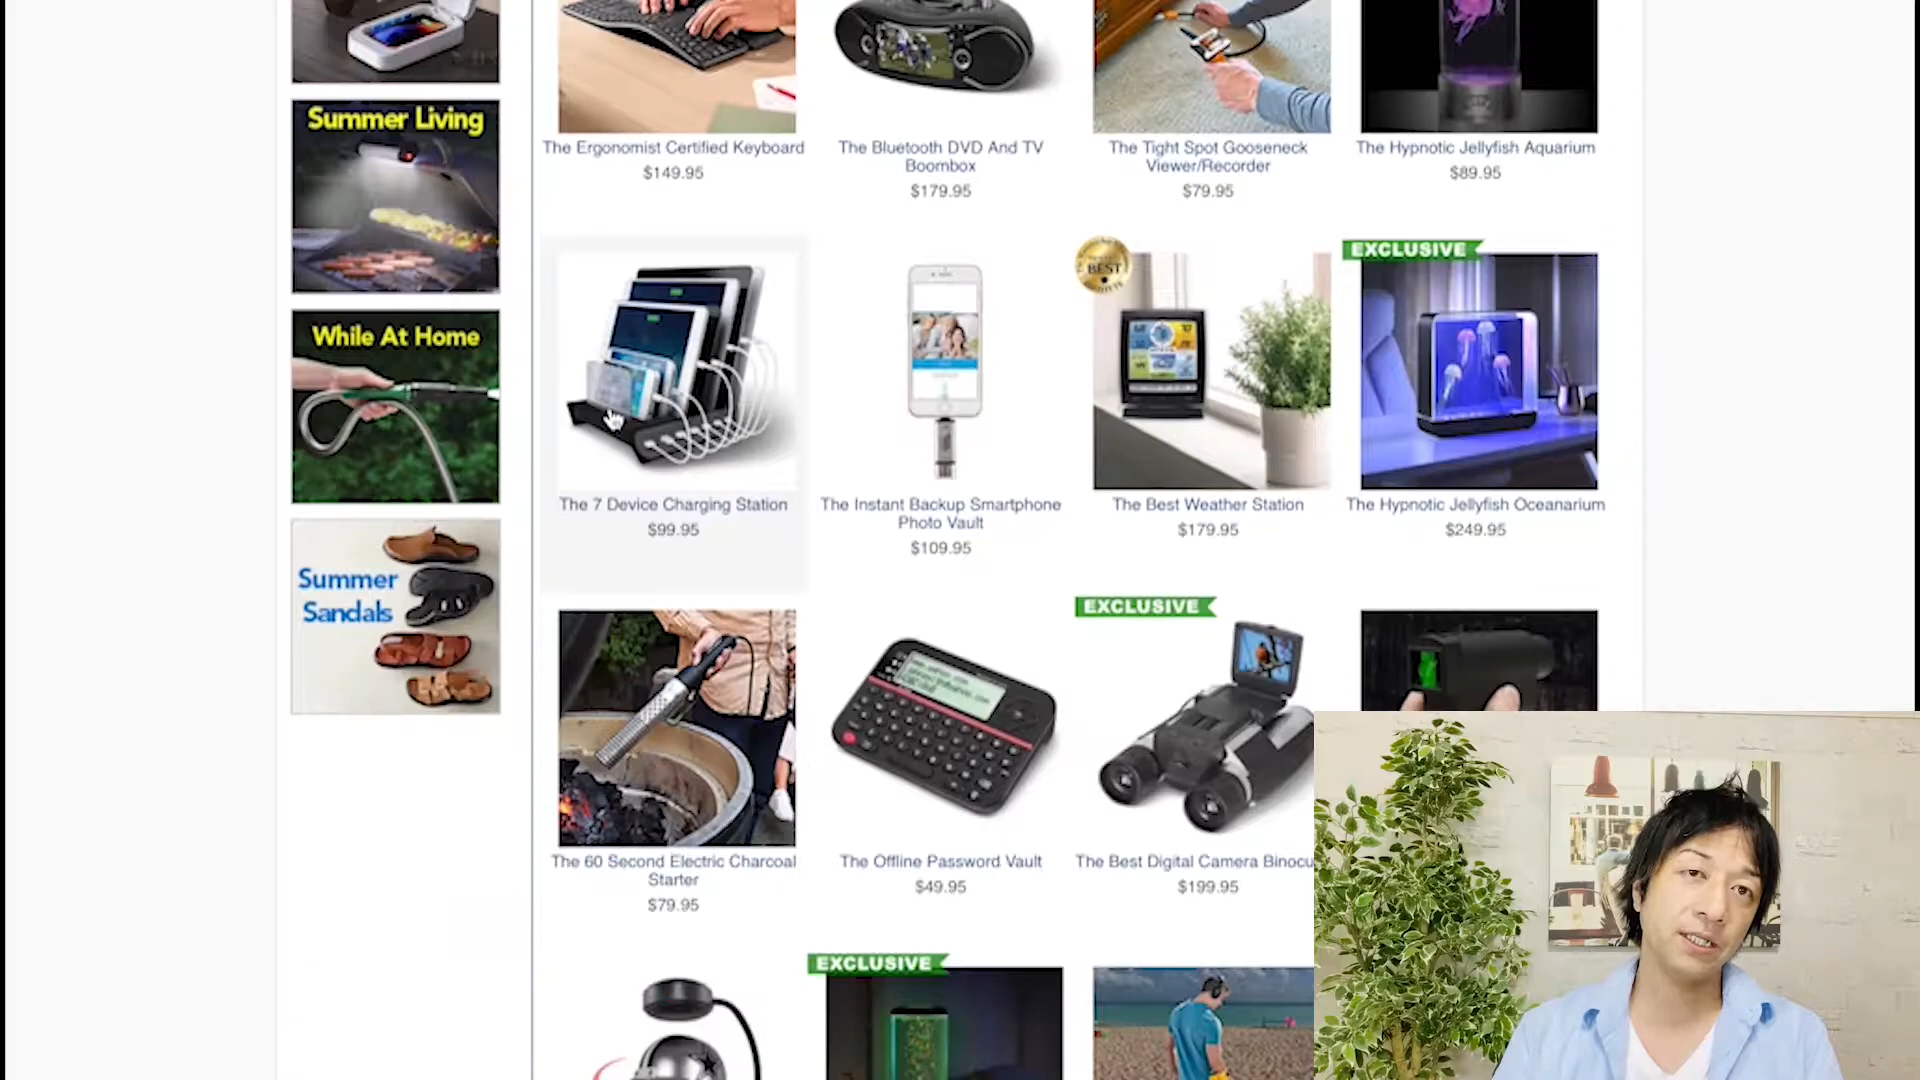 Summer Living
While At Home
Summer
Sandals
The Ergonomist Certified Keyboard
$149.95
The Bluetooth DVD And TV
Boombox
$179.95
The Tight Spot Gooseneck
Viewer/Recorder
$79.95
The Hypnotic Jellyfish Aquarium
$89.95
The 7 Device Charging Station
$99.95
The Instant Backup Smartphone
Photo Vault
$109.95
BEST
The Best Weather Station
$179.95
EXCLUSIVE
The Hypnotic Jellyfish Oceanarium
$249.95
The 60 Second Electric Charcoal
Starter
$79.95
The Offline Password Vault
$49.95
EXCLUSIVE
The Best Digital Camera Binocu
$199.95
EXCLUSIVE